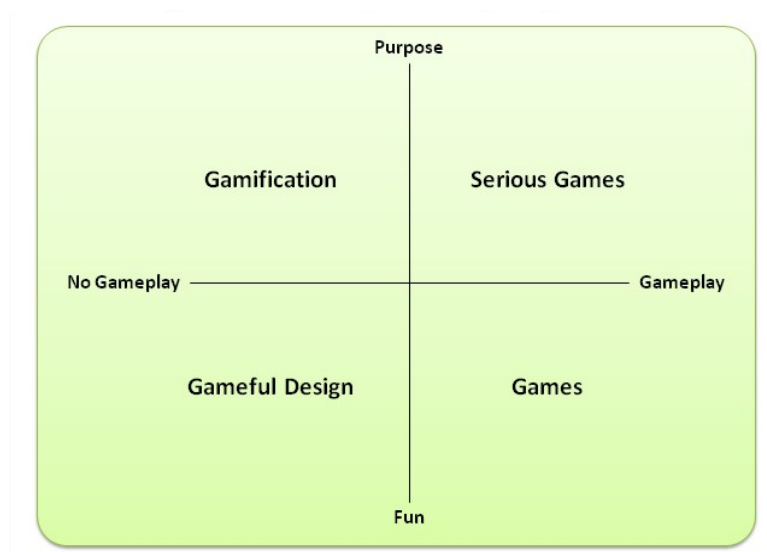 Purpose
Gamification
Serious Games
No Gameplay
Gameplay
Gameful Design
Games
Fun